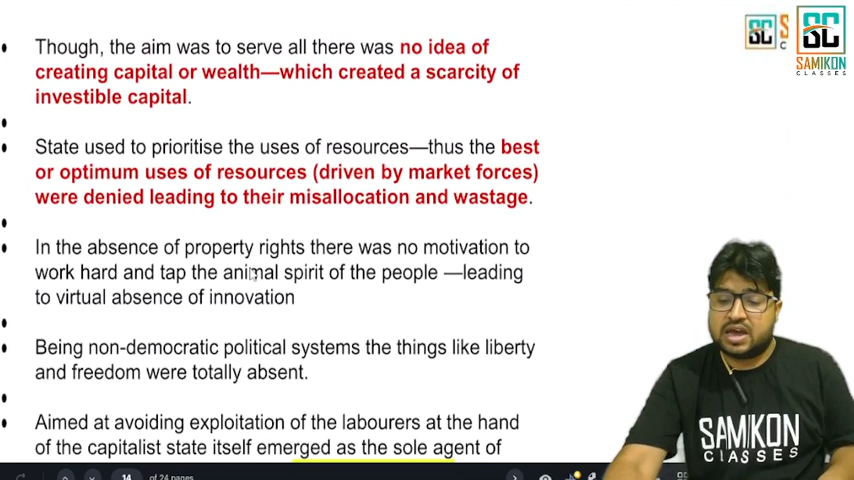 Though, the aim was to serve all there was no idea of
creating capital or wealth—which created a scarcity of
investible capital.
State used to prioritise the uses of resources—thus the best
or optimum uses of resources (driven by market forces)
were denied leading to their misallocation and wastage.
In the absence of property rights there was no motivation to
work hard and tap the animal spirit of the people —leading
to virtual absence of innovation
Being non-democratic political systems the things like liberty
and freedom were totally absent.
Aimed at avoiding exploitation of the labourers at the hand
of the capitalist state itself emerged as the sole agent of
14 of 24 pages
SC
S
C
SC
SAMIKON
CLASSES
SAMIKON
CLASSES